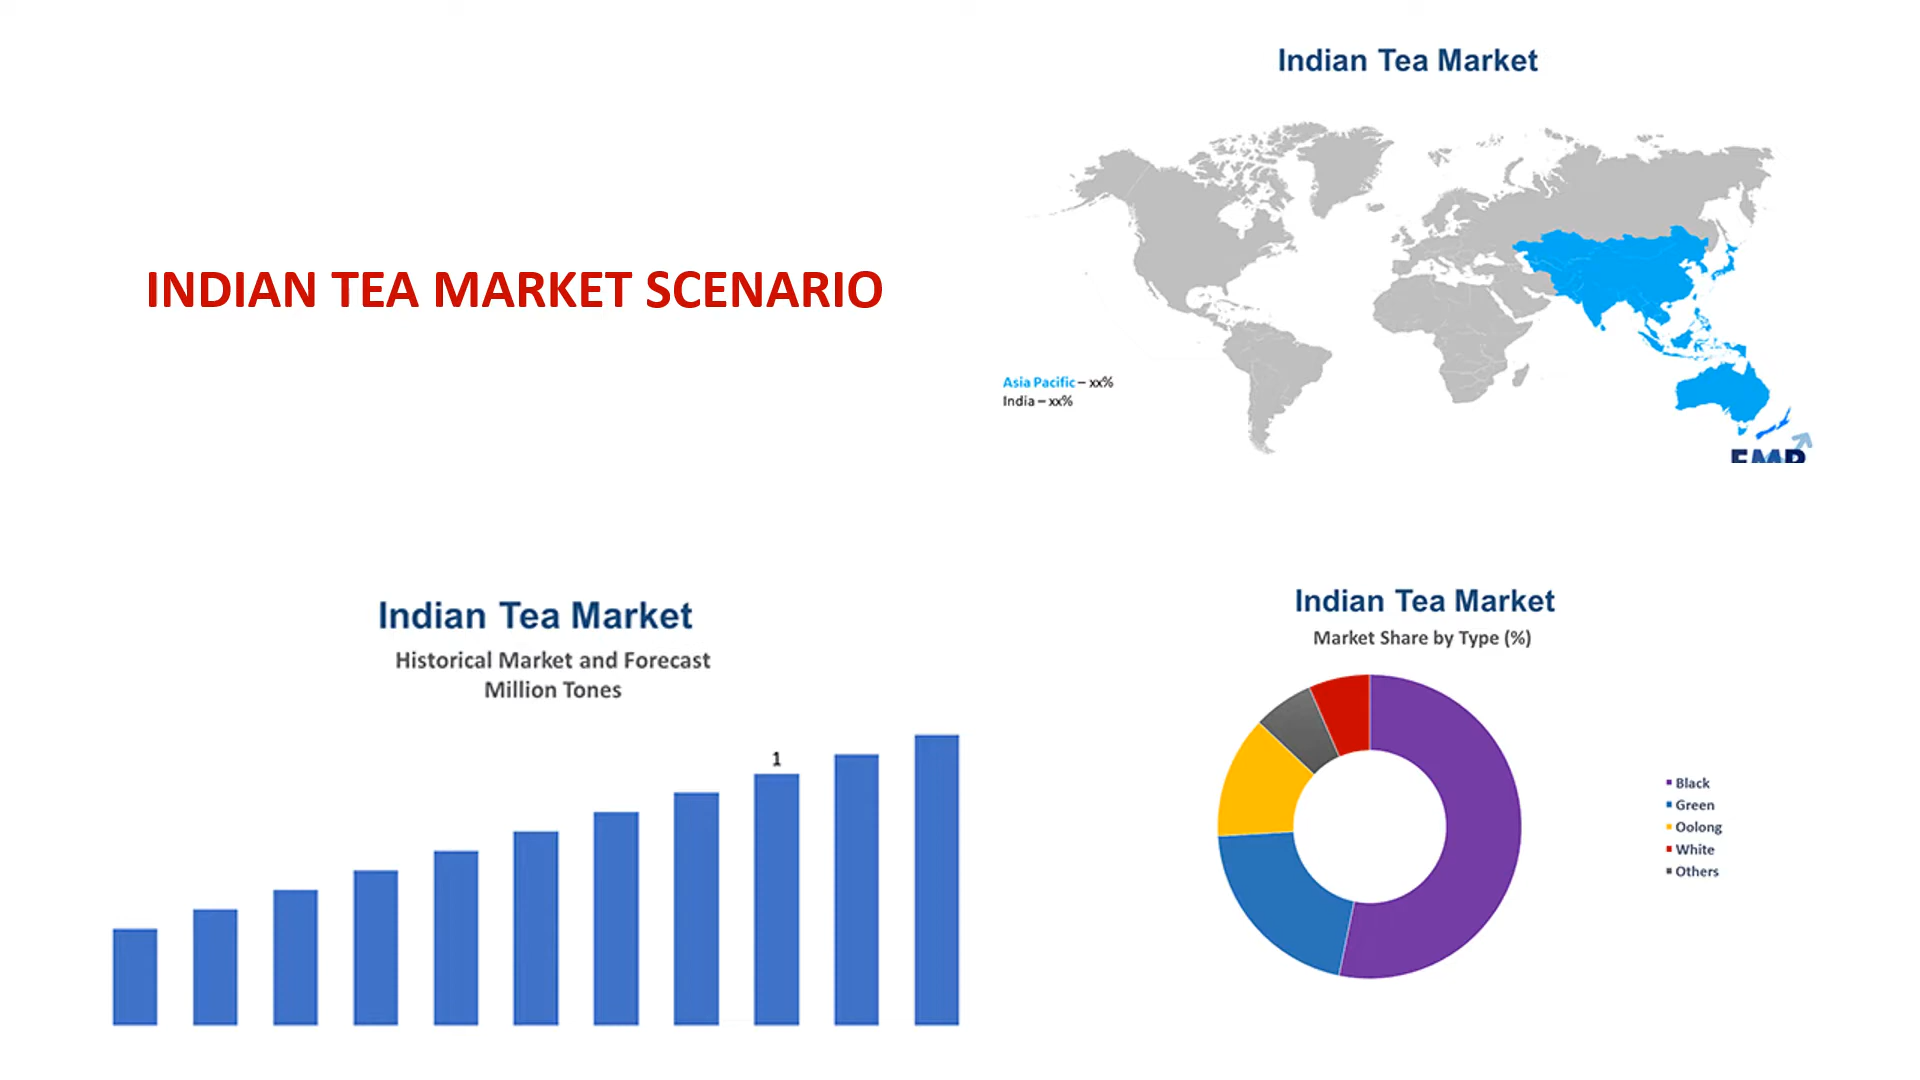 INDIAN TEA MARKET SCENARIO
Indian Tea Market
Asia Pacific – xx%
India – xx%
EMR
Indian Tea Market
Historical Market and Forecast
Million Tones
1
Indian Tea Market
Market Share by Type (%)
Black
Green
Oolong
White
Others